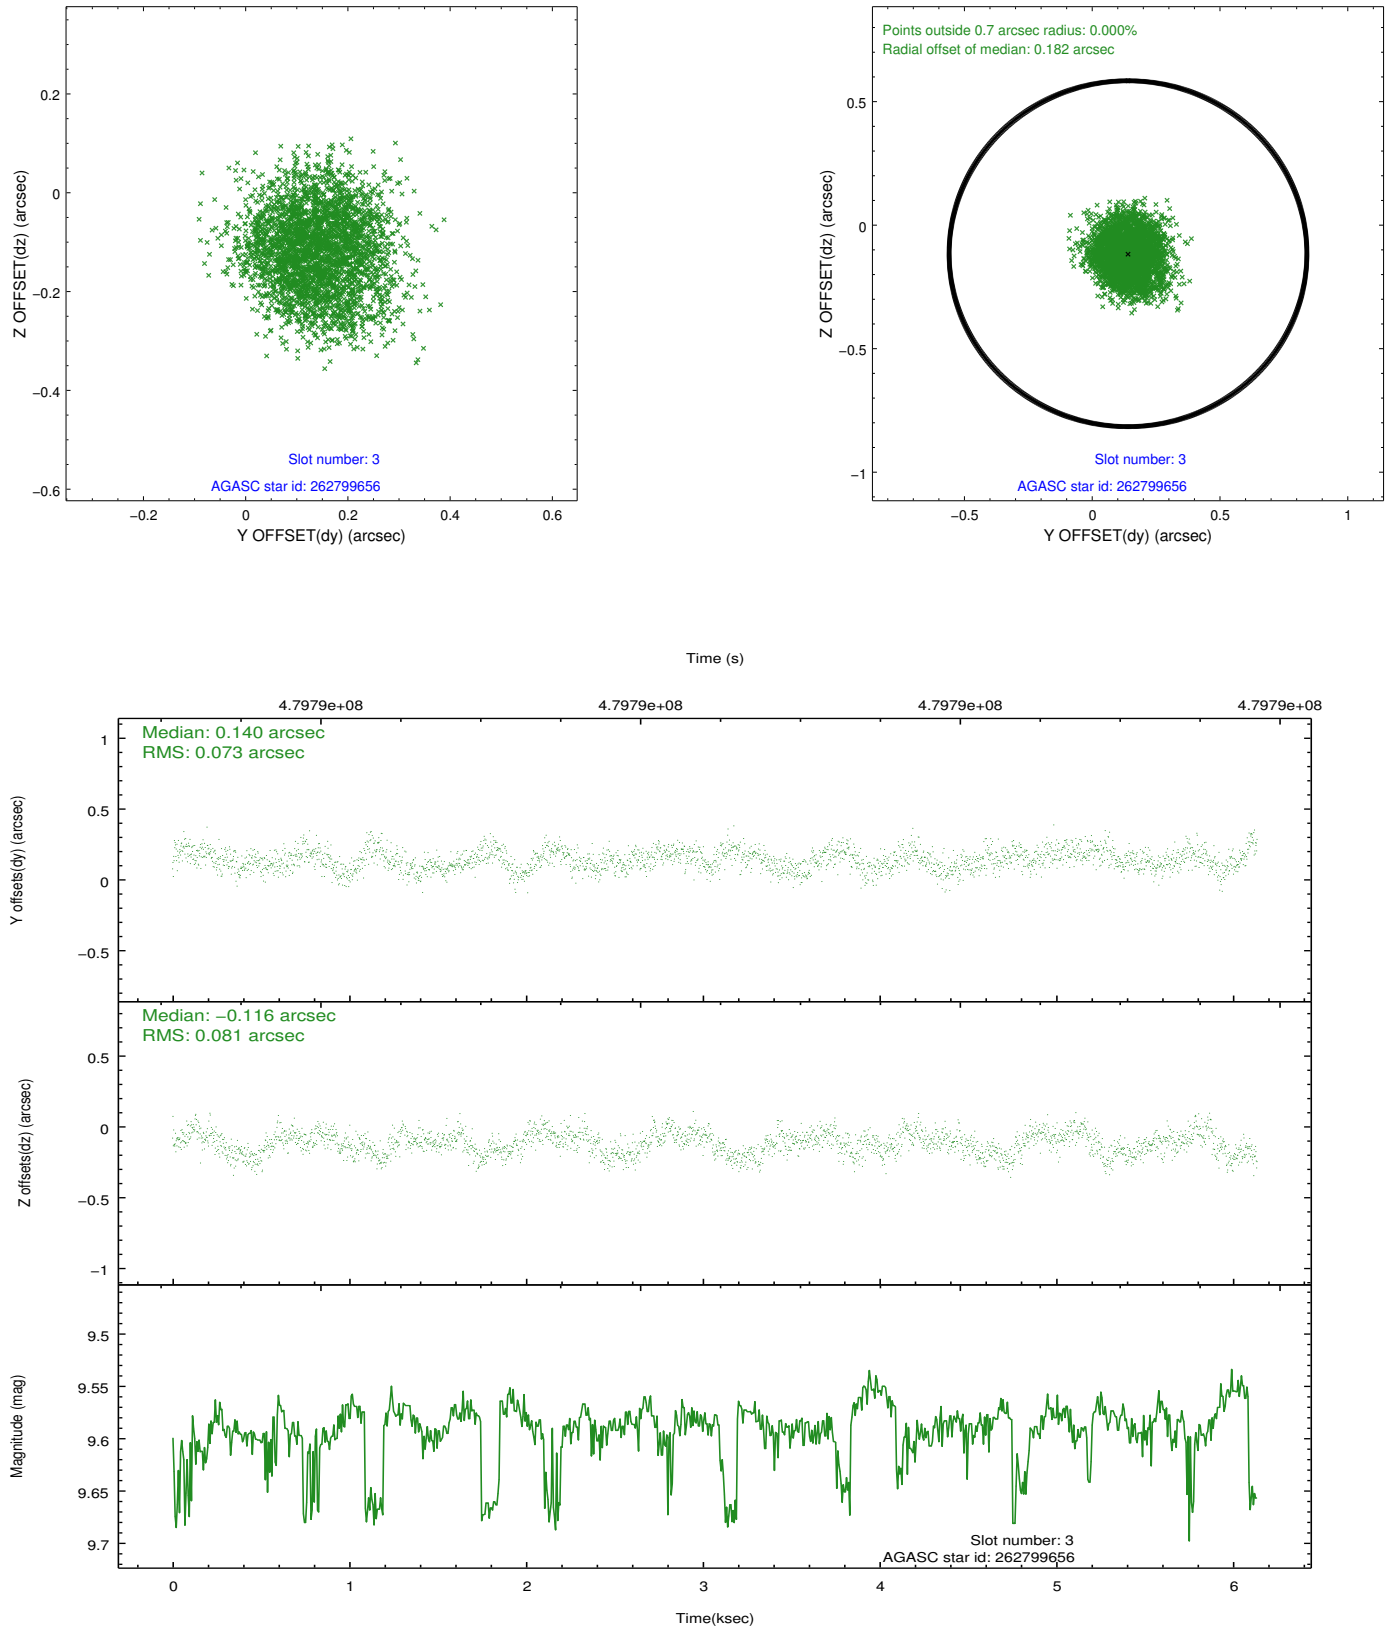 0.2
0
−0.2
−0.4
−0.6
Z OFFSET(dz) (arcsec)
Slot number: 3
AGASC star id: 262799656
−0.2 0 0.2 0.4 0.6
Y OFFSET(dy) (arcsec)
Points outside 0.7 arcsec radius: 0.000%
Radial offset of median: 0.182 arcsec
0.5
0
−0.5
−1
Z OFFSET(dz) (arcsec)
Slot number: 3
AGASC star id: 262799656
−0.5 0 0.5 1
Y OFFSET(dy) (arcsec)
Time (s)
4.7979e+08 4.7979e+08 4.7979e+08 4.7979e+08
Median: 0.140 arcsec
RMS: 0.073 arcsec
1
0.5
0
−0.5
Y offsets(dy) (arcsec)
Median: −0.116 arcsec
RMS: 0.081 arcsec
0.5
0
−0.5
−1
Z offsets(dz) (arcsec)
9.5
9.55
9.6
9.65
9.7
Magnitude (mag)
Slot number: 3
AGASC star id: 262799656
0 1 2 3 4 5 6
Time(ksec)